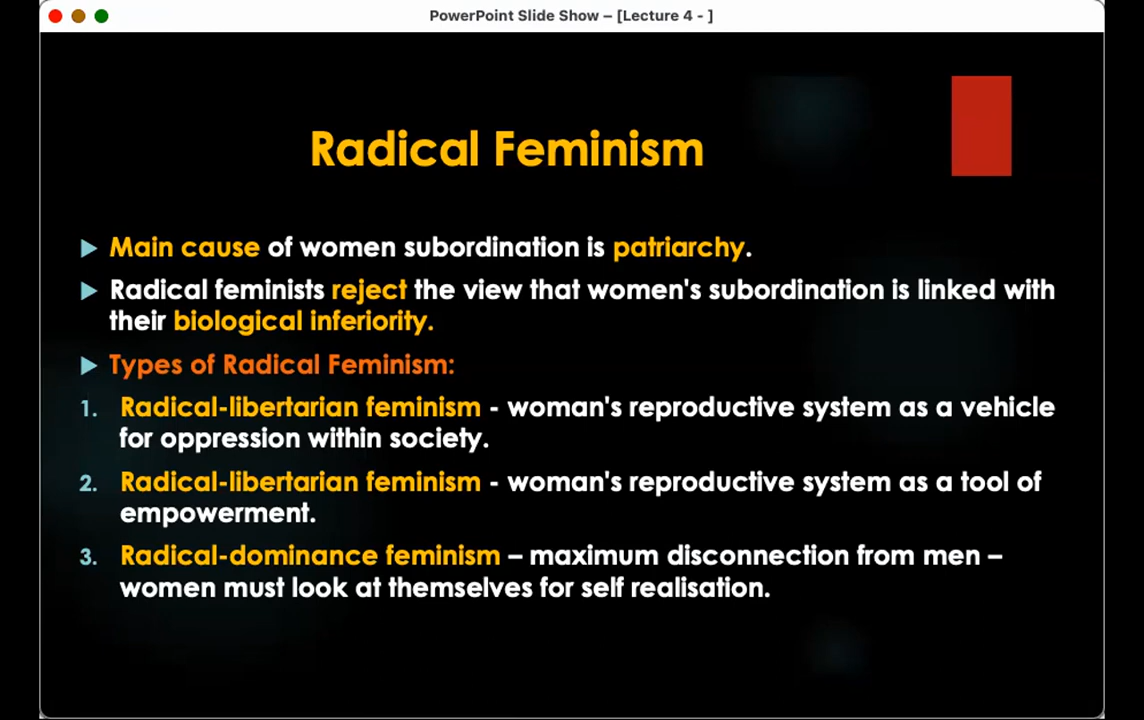 PowerPoint Slide Show – [Lecture 4 - ]
Radical Feminism
Main cause of women subordination is patriarchy.
Radical feminists reject the view that women's subordination is linked with
their biological inferiority.
Types of Radical Feminism:
1. Radical-libertarian feminism - woman's reproductive system as a vehicle
for oppression within society.
2. Radical-libertarian feminism - woman's reproductive system as a tool of
empowerment.
3. Radical-dominance feminism – maximum disconnection from men –
women must look at themselves for self realisation.